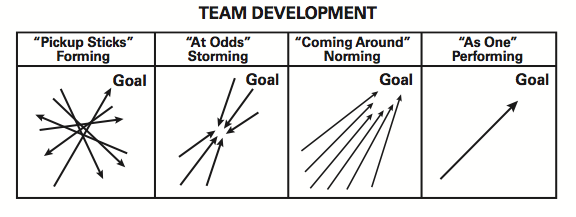 TEAM DEVELOPMENT
“Pickup Sticks”
Forming
Goal
“At Odds”
Storming
Goal
“Coming Around”
Norming
Goal
“As One”
Performing
Goal